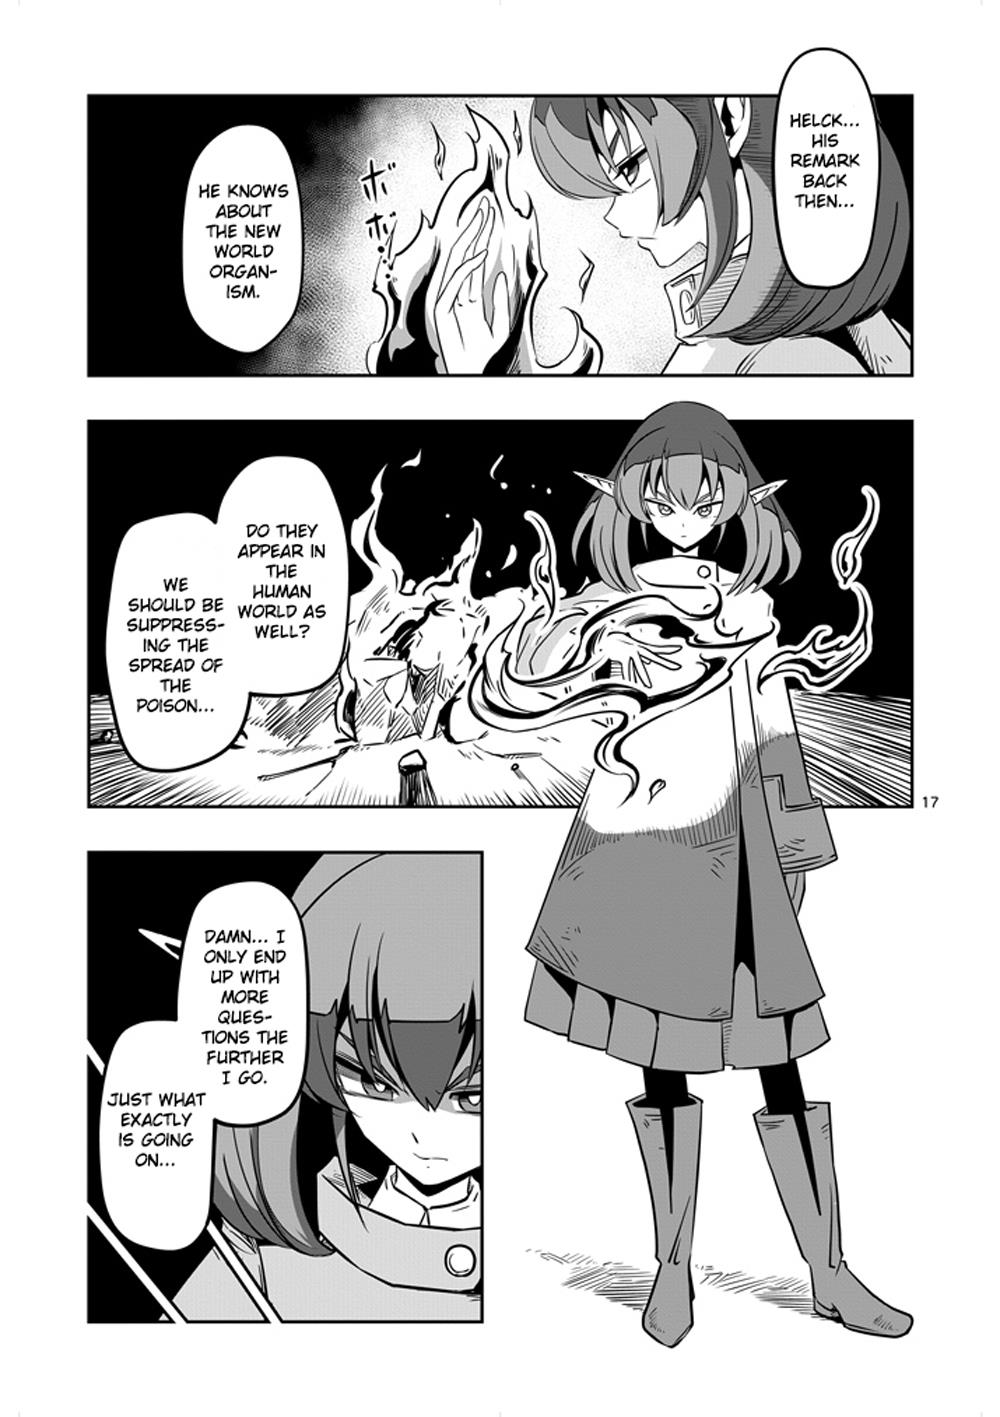 HELCK...
HIS
REMARK
BACK
THEN...
HE KNOWS
ABOUT
THE NEW
WORLD
ORGAN-
ISM.
ボ
ボ...
DO THEY
APPEAR IN
THE
HUMAN
WORLD AS
WELL?
WE
SHOULD BE
SUPPRESS-
ING THE
SPREAD OF
THE
POISON...
17
DAMN... I
ONLY END
UP WITH
MORE
QUES-
TIONS THE
FURTHER
I GO.
JUST WHAT
EXACTLY
IS GOING
ON...